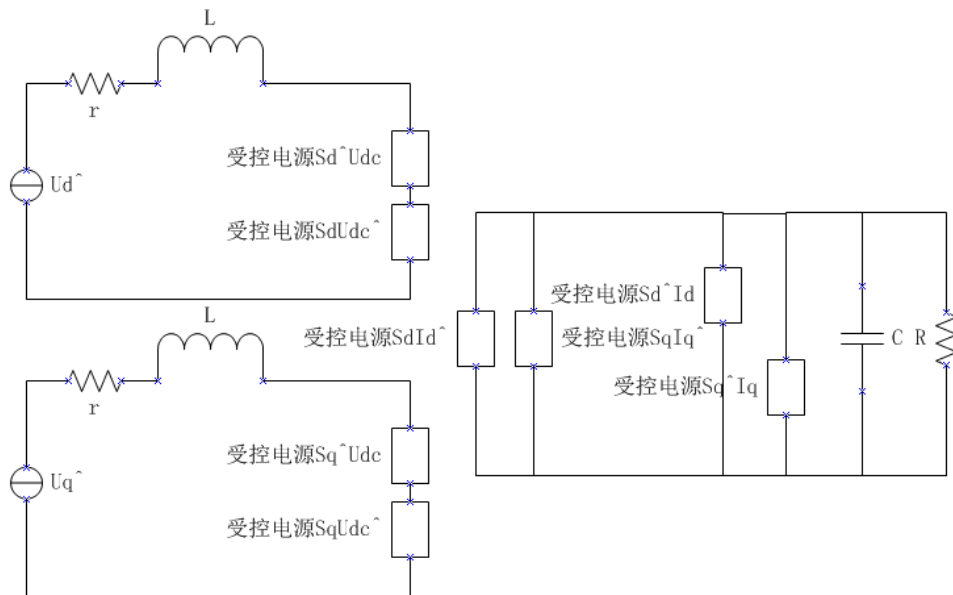 L
r
受控电源Sd^Udc
Ud^
受控电源SdUdc^
L
r
受控电源Sq^Udc
Uq^
受控电源SqUdc^
受控电源Sd^Id
受控电源SdId^
受控电源SqIq^
C R
受控电源Sq^Iq